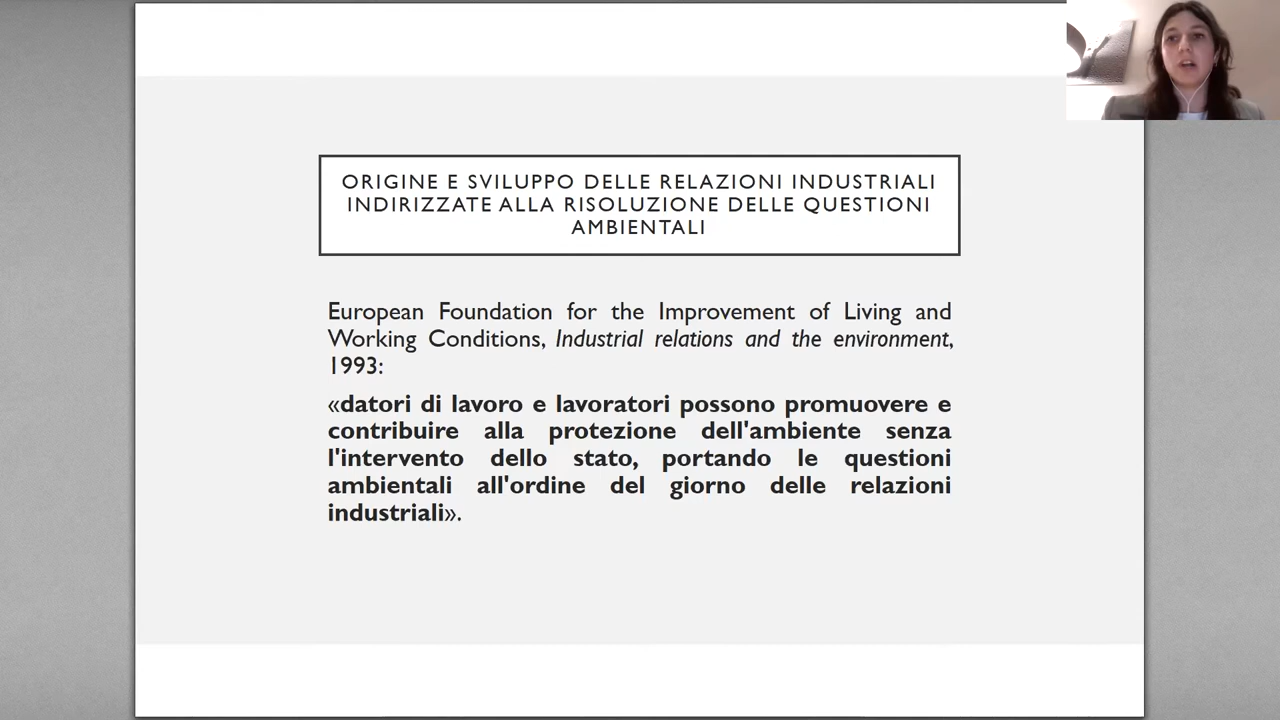 ORIGINE E SVILUPPO DELLE RELAZIONI INDUSTRIALI
INDIRIZZATE ALLA RISOLUZIONE DELLE QUESTIONI
AMBIENTALI
European Foundation for the Improvement of Living and
Working Conditions, Industrial relations and the environment,
1993:
«datori di lavoro e lavoratori possono promuovere e
contribuire alla protezione dell'ambiente senza
l'intervento dello stato, portando le questioni
ambientali all'ordine del giorno delle relazioni
industriali».